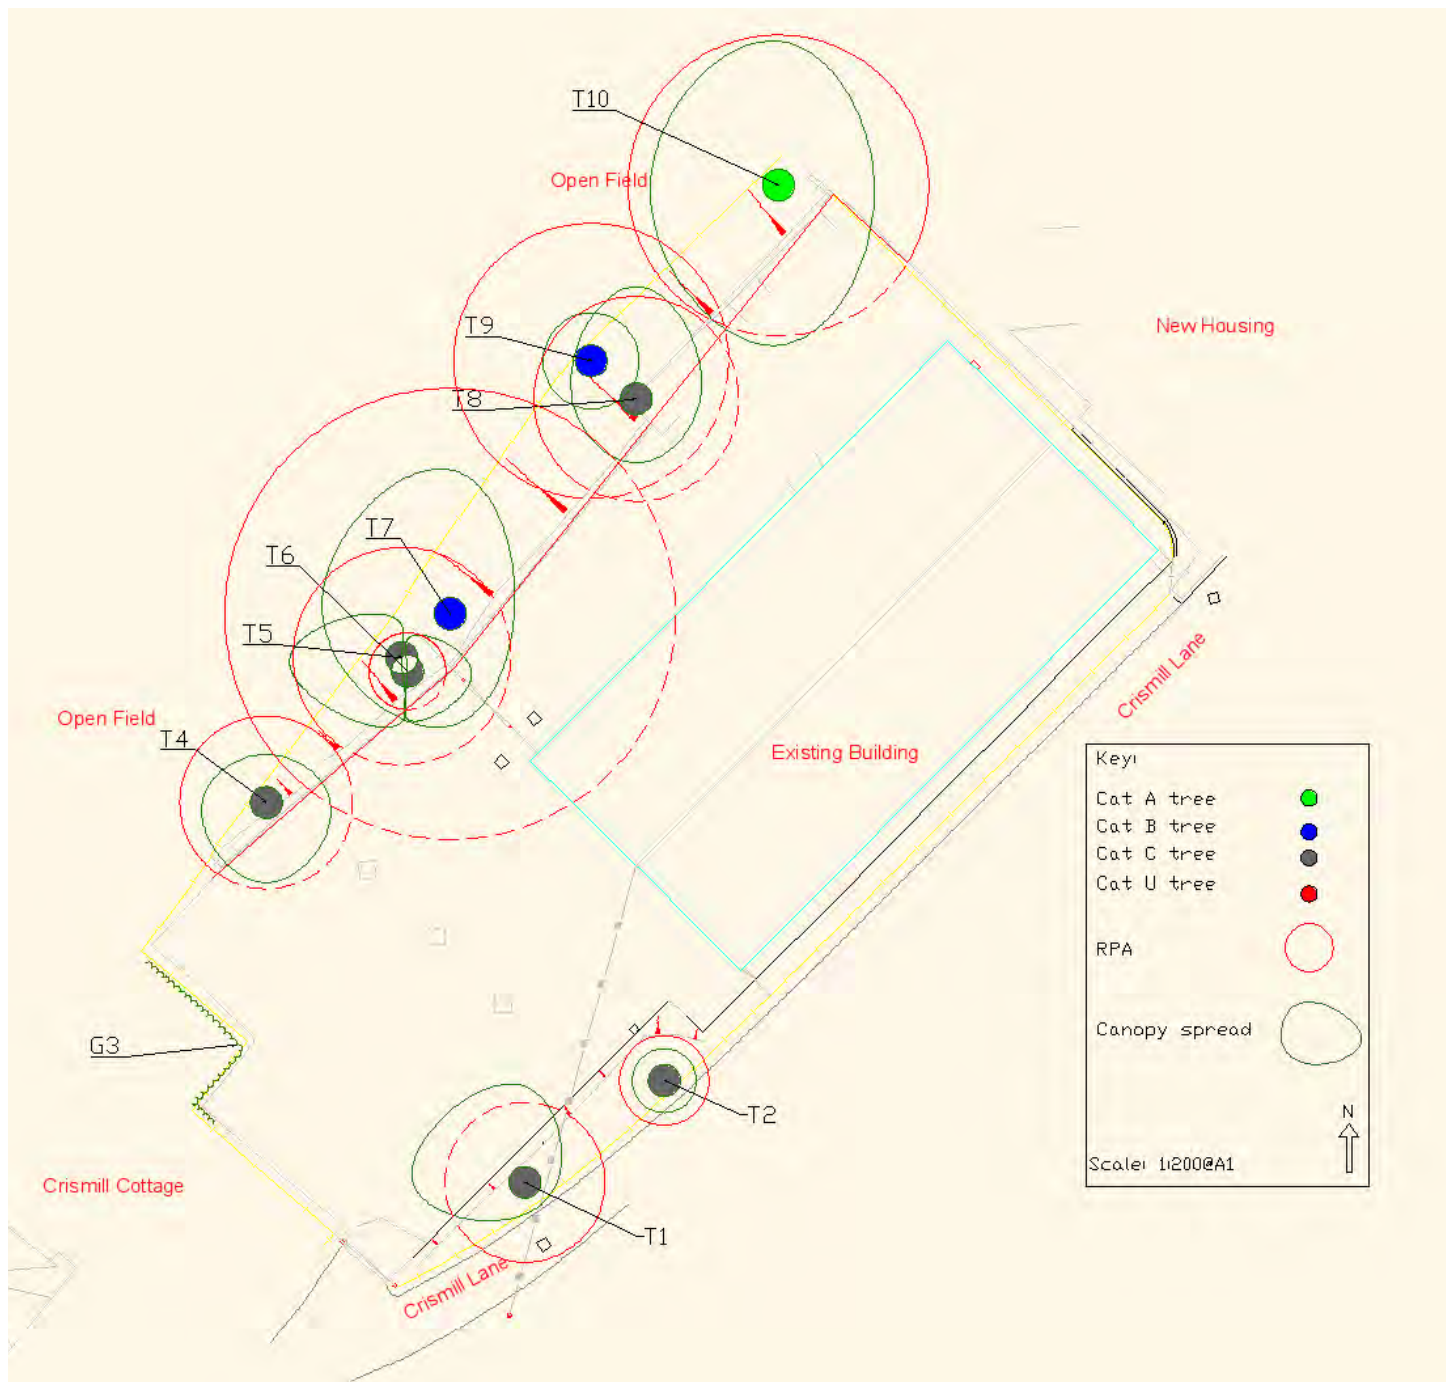 T10
Open Field
T9
New Housing
T8
T7
T6
T5
Crismill Lane
Open Field
T4
Existing Building
Key:
Cat A tree
Cat B tree
Cat C tree
Cat U tree
RPA
Canopy spread
G3
T2
N
Scale: 1:200@A1
Crismill Cottage
T1
Crismill Lane